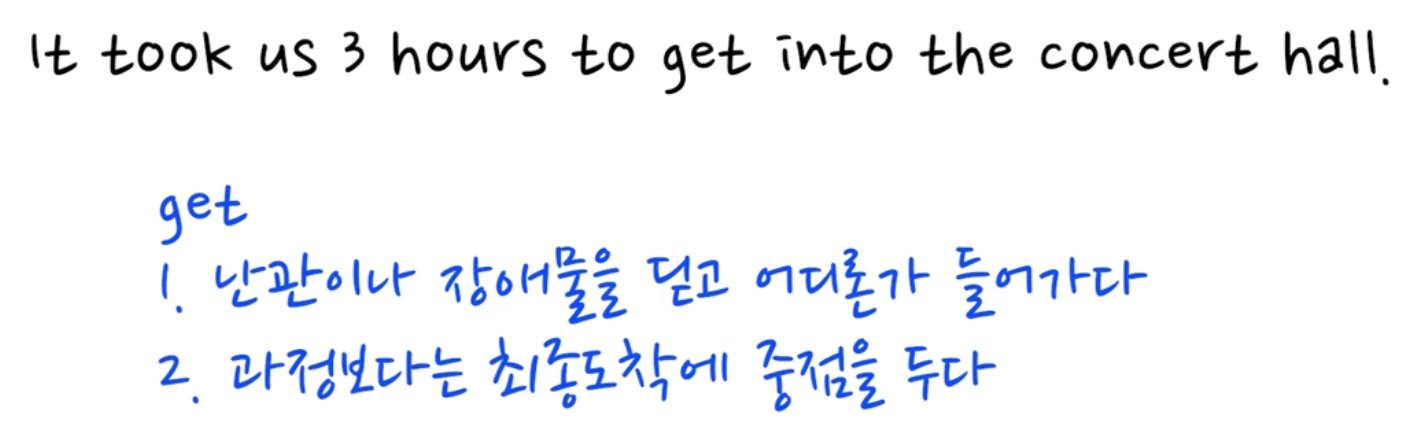 It took us 3 hours to get into the concert hall.
get
1. 난관이나 장애물을 딛고 어디론가 들어가다
2. 과정보다는 최종도착에 중점을 두다